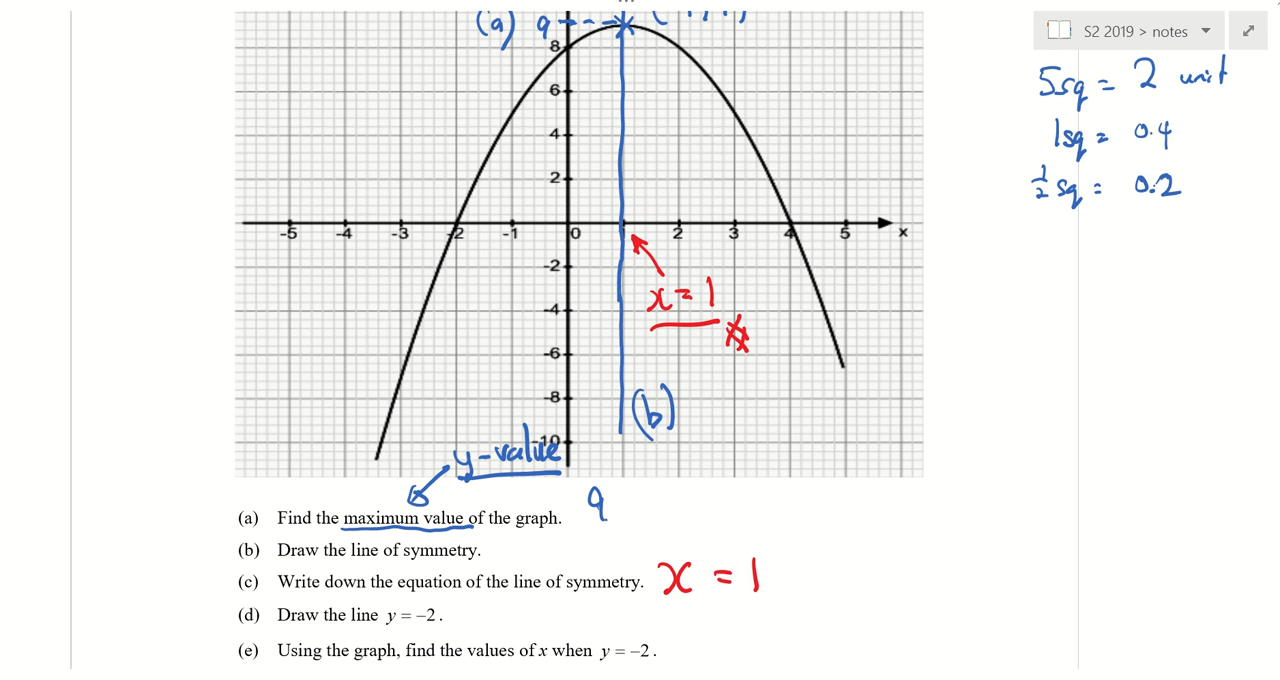 (a) 9
S2 2019 > notes
5sq = 2 unit
1sq = 0.4
½ sq = 0.2
8
6
4
2
-5 -4 -3 -2 -1 0 1 2 3 4 5 x
-2
x = 1
-4
-6
-8
(b)
-10
y-value
9
(a) Find the maximum value of the graph.
(b) Draw the line of symmetry.
(c) Write down the equation of the line of symmetry. x = 1
(d) Draw the line y = –2 .
(e) Using the graph, find the values of x when y = –2 .